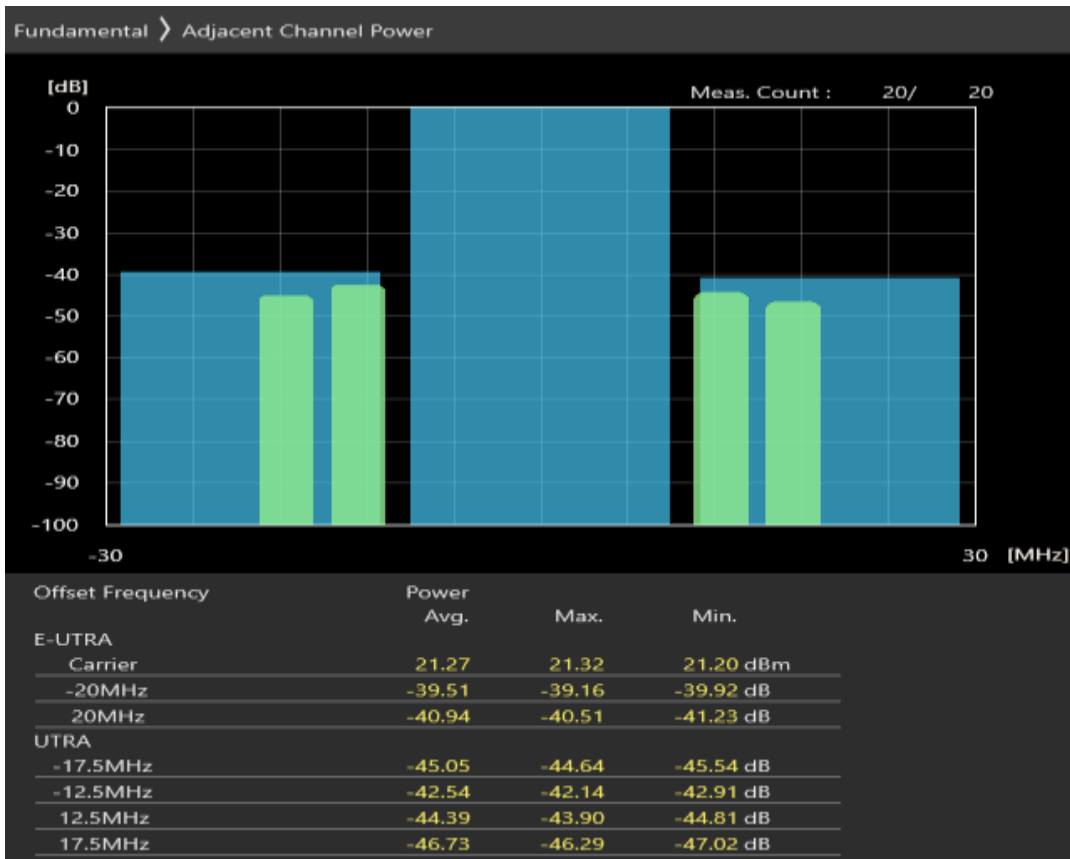 Fundamental 〉 Adjacent Channel Power
[dB]
Meas. Count : 20/ 20
0
-10
-20
-30
-40
-50
-60
-70
-80
-90
-100
-30 30 [MHz]
Offset Frequency Power
Avg. Max. Min.
E-UTRA
Carrier 21.27 21.32 21.20 dBm
-20MHz -39.51 -39.16 -39.92 dB
20MHz -40.94 -40.51 -41.23 dB
UTRA
-17.5MHz -45.05 -44.64 -45.54 dB
-12.5MHz -42.54 -42.14 -42.91 dB
12.5MHz -44.39 -43.90 -44.81 dB
17.5MHz -46.73 -46.29 -47.02 dB